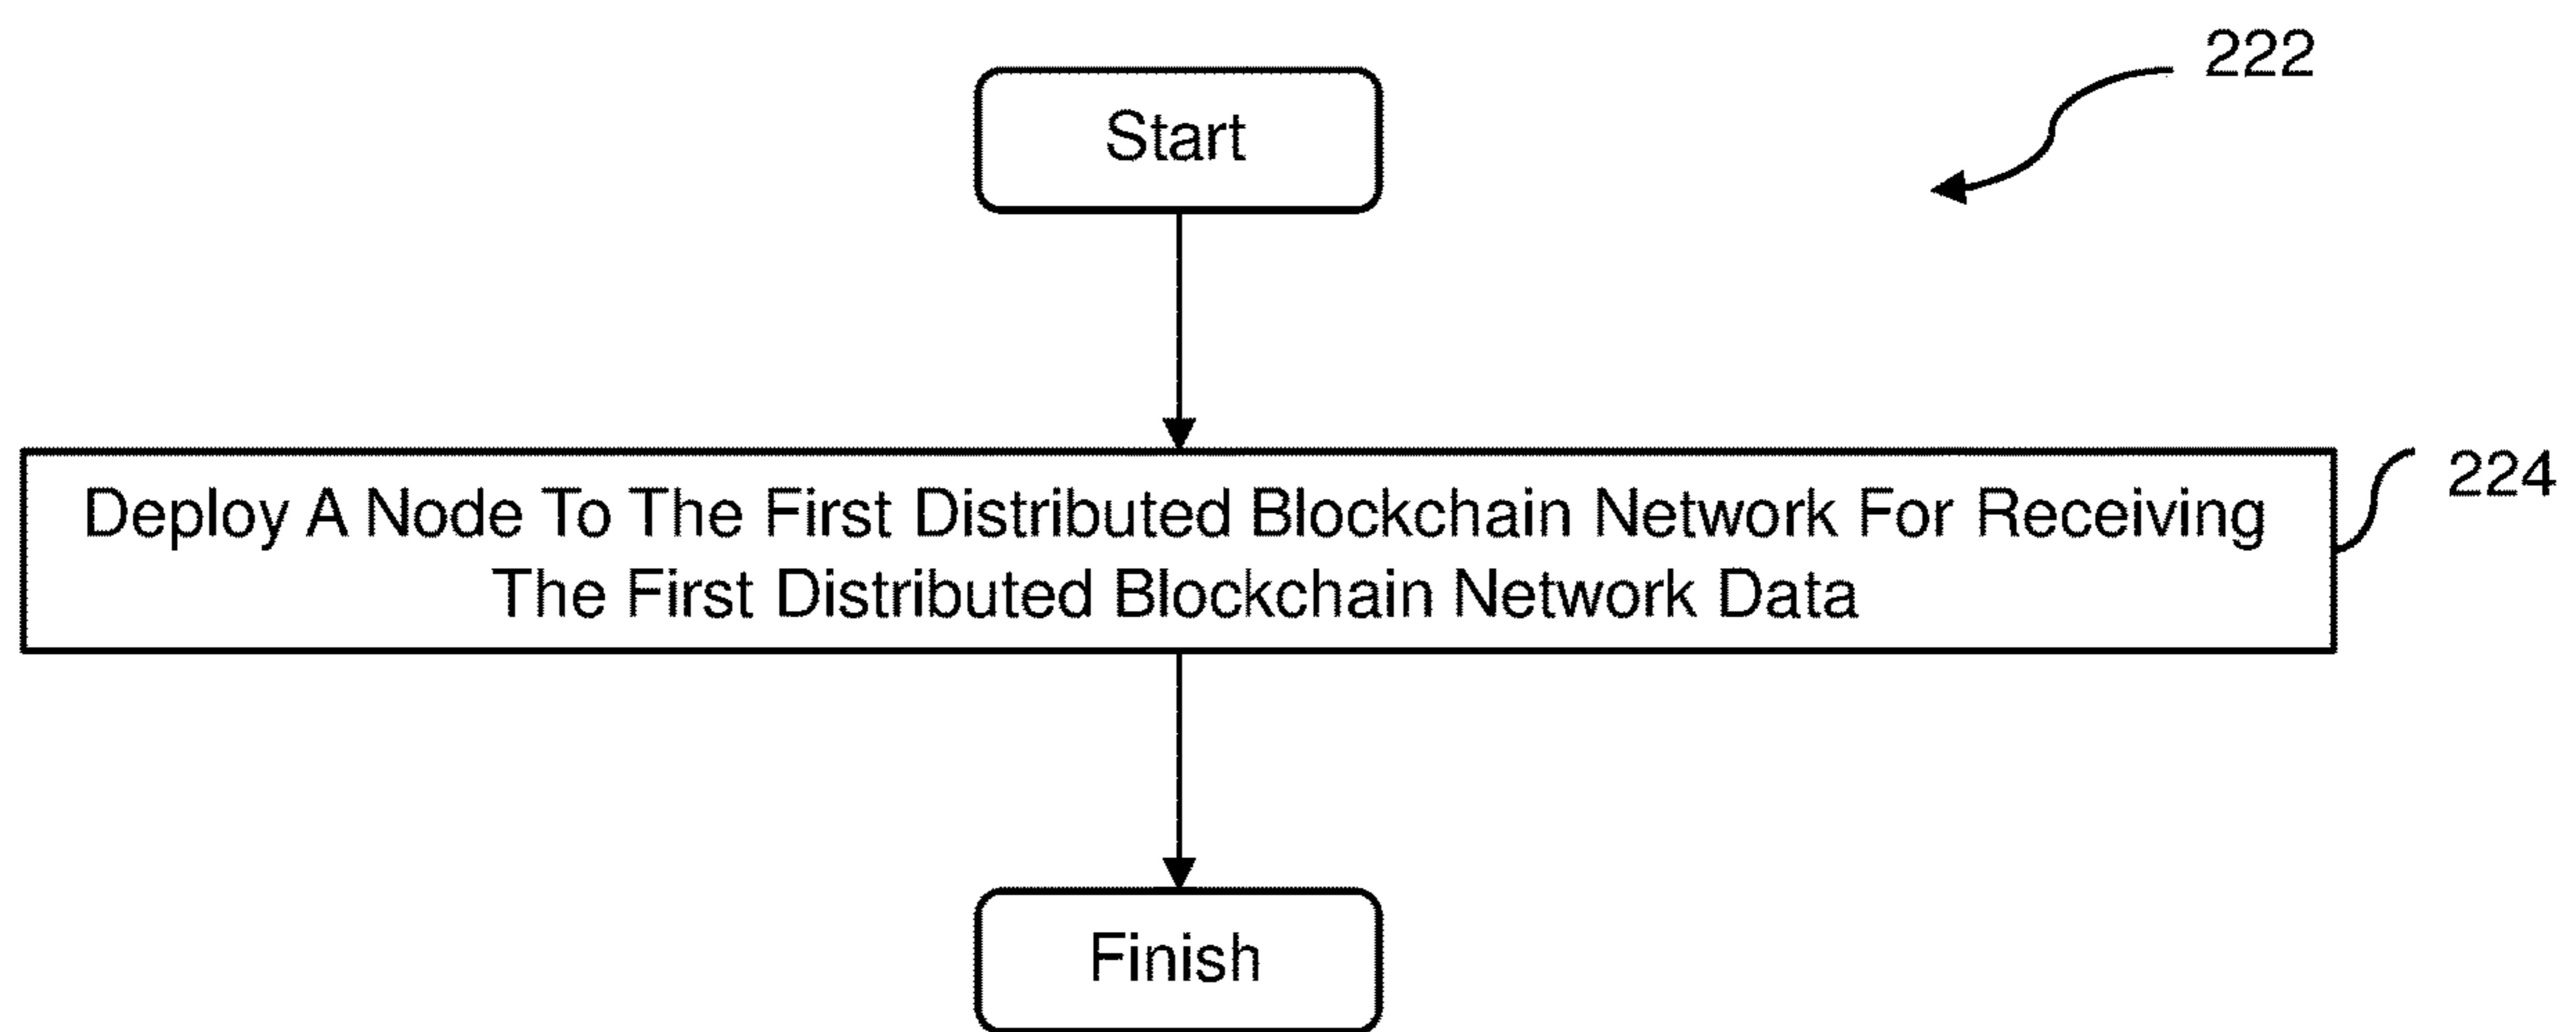 222
Start
Deploy A Node To The First Distributed Blockchain Network For Receiving
The First Distributed Blockchain Network Data
224
Finish